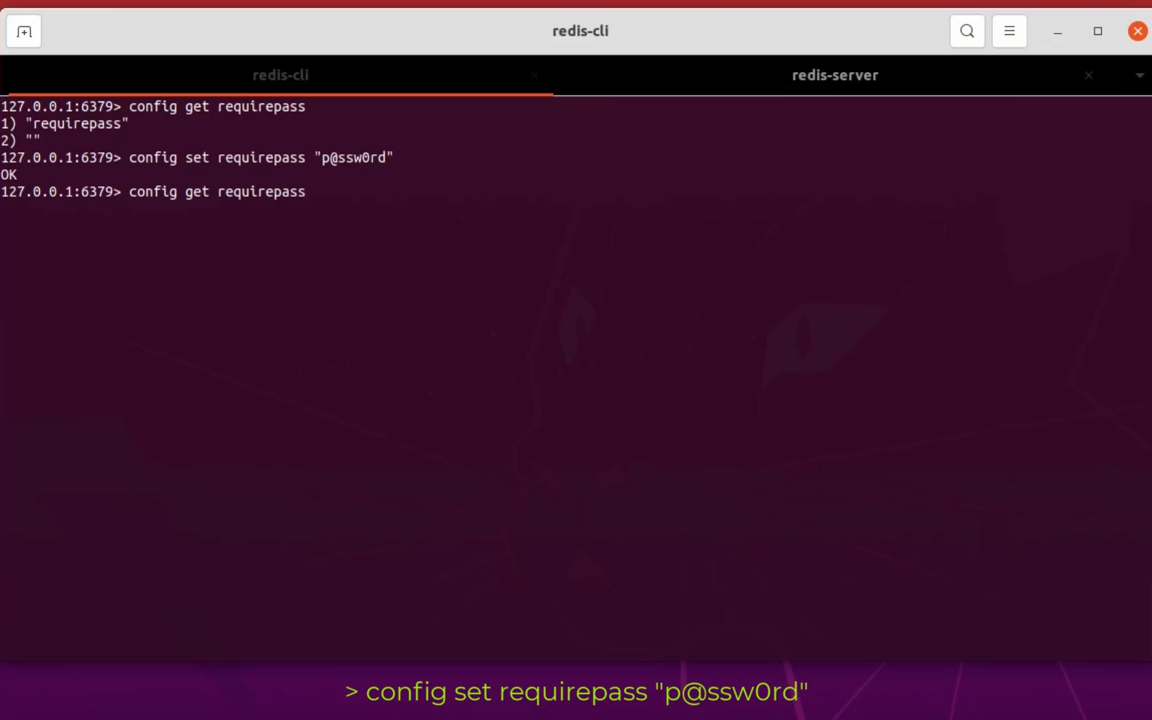 redis-cli
redis-cli
redis-server
127.0.0.1:6379> config get requirepass
1) "requirepass"
2) ""
127.0.0.1:6379> config set requirepass "p@ssw0rd"
OK
127.0.0.1:6379> config get requirepass
> config set requirepass "p@ssw0rd"